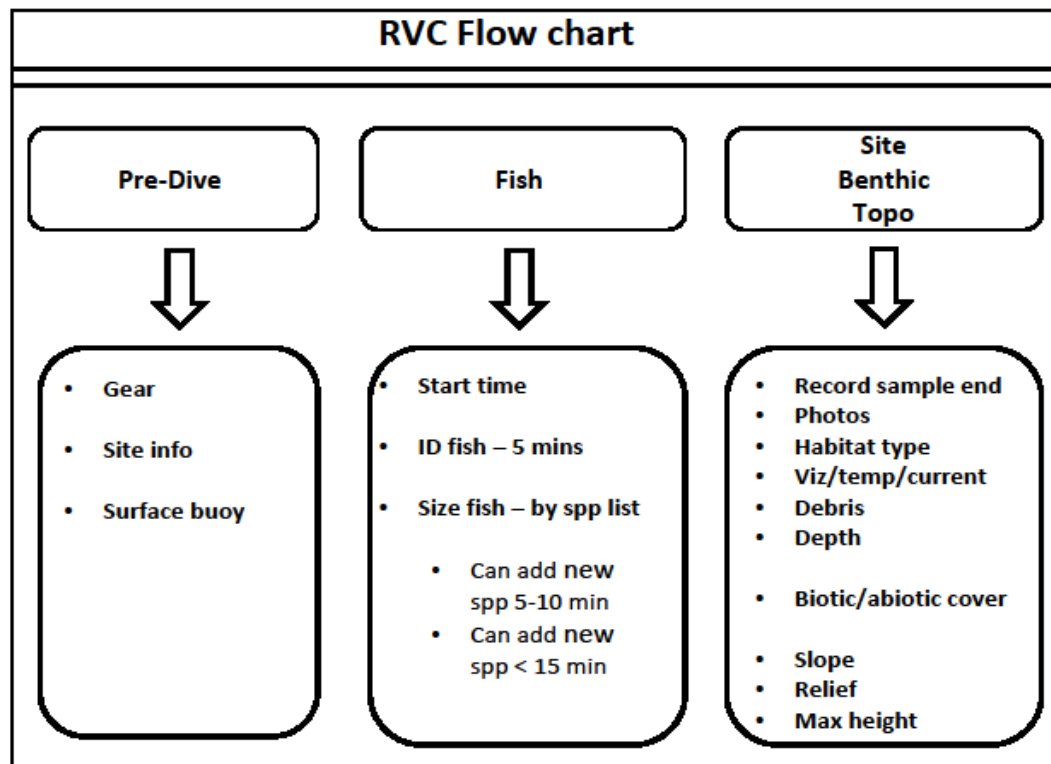 RVC Flow chart
Pre-Dive
Fish
Site
Benthic
Topo
• Gear
• Site info
• Surface buoy
• Start time
• ID fish – 5 mins
• Size fish – by spp list
• Can add new
spp 5-10 min
• Can add new
spp < 15 min
• Record sample end
• Photos
• Habitat type
• Viz/temp/current
• Debris
• Depth
• Biotic/abiotic cover
• Slope
• Relief
• Max height